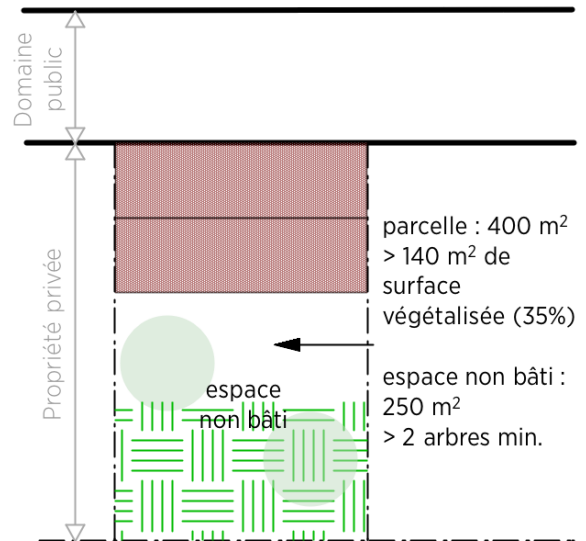 Domaine
public
Propriété privée
parcelle : 400 m²
> 140 m² de
surface
végétalisée (35%)
espace
non bâti
espace non bâti :
250 m²
> 2 arbres min.